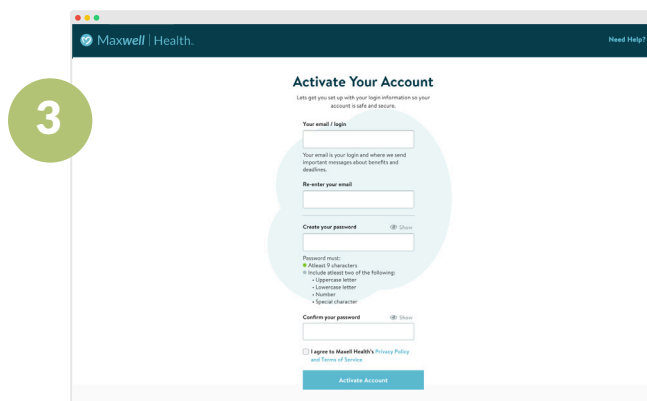 Maxwell | Health.
Need Help?
3
Activate Your Account
Lets get you set up with your login information so your
account is safe and secure.
Your email / login
Your email is your login and where we send
important messages about benefits and
deadlines.
Re-enter your email
Create your password Show
Password must:
Atleast 9 characters
Include atleast two of the following:
• Uppercase letter
• Lowercase letter
• Number
• Special character
Confirm your password Show
I agree to Maxell Health's Privacy Policy
and Terms of Service
Activate Account